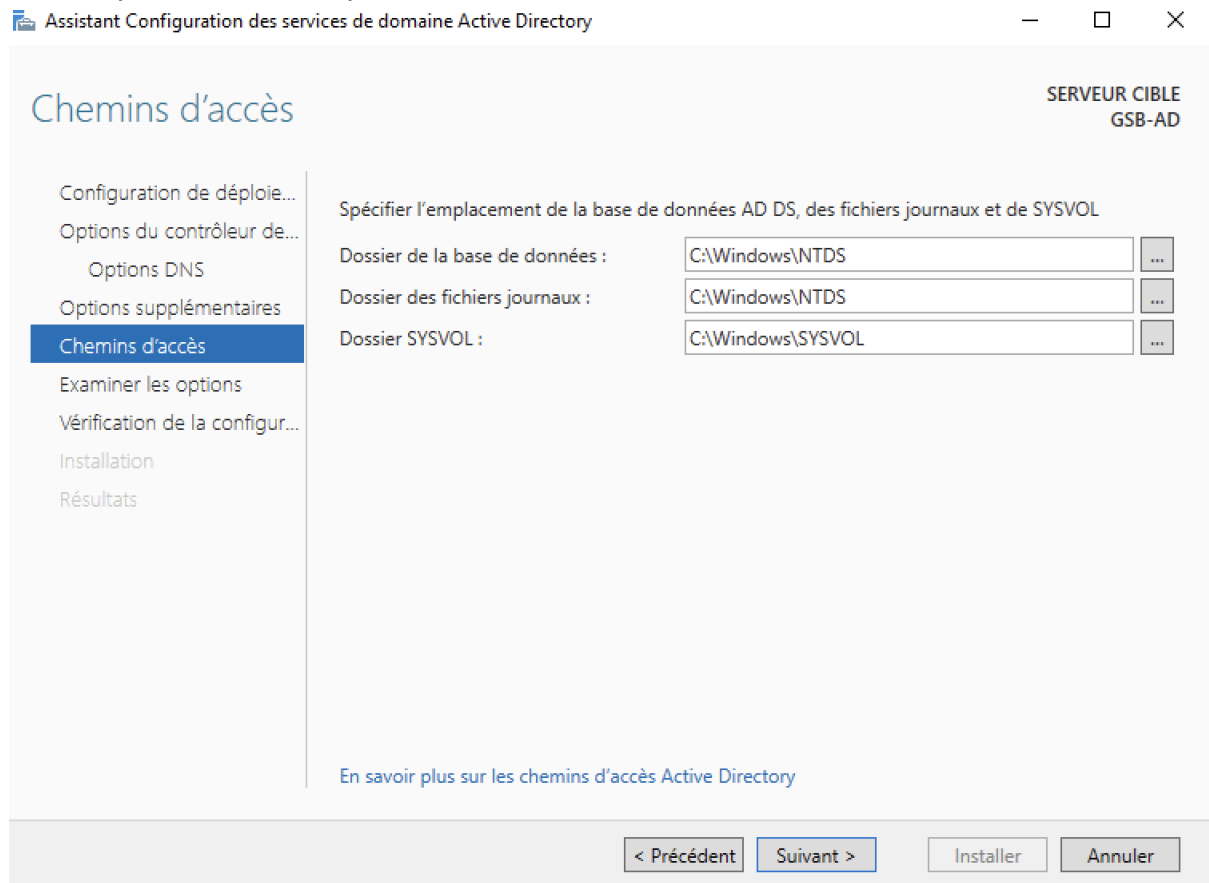 Assistant Configuration des services de domaine Active Directory
Chemins d'accès
SERVEUR CIBLE
GSB-AD
Configuration de déploie...
Options du contrôleur de...
Options DNS
Options supplémentaires
Chemins d'accès
Examiner les options
Vérification de la configur...
Installation
Résultats
Spécifier l'emplacement de la base de données AD DS, des fichiers journaux et de SYSVOL
Dossier de la base de données : C:\Windows\NTDS ...
Dossier des fichiers journaux : C:\Windows\NTDS ...
Dossier SYSVOL : C:\Windows\SYSVOL ...
En savoir plus sur les chemins d'accès Active Directory
< Précédent Suivant > Installer Annuler